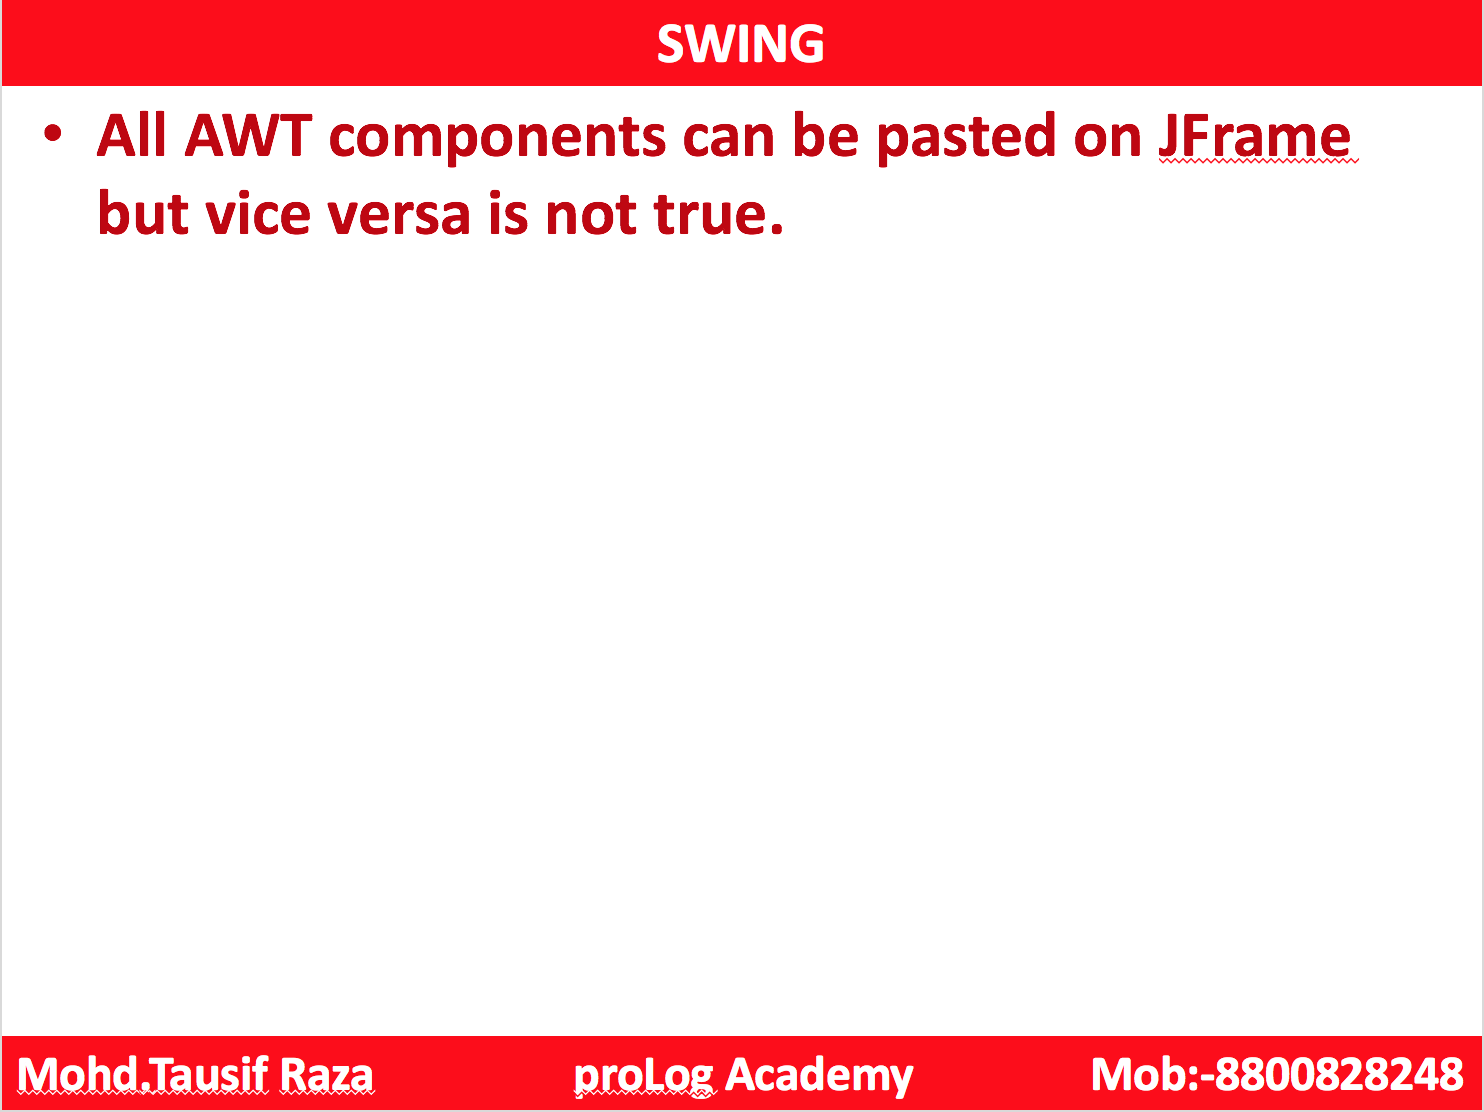 SWING
• All AWT components can be pasted on JFrame
but vice versa is not true.
Mohd.Tausif Raza proLog Academy Mob:-8800828248